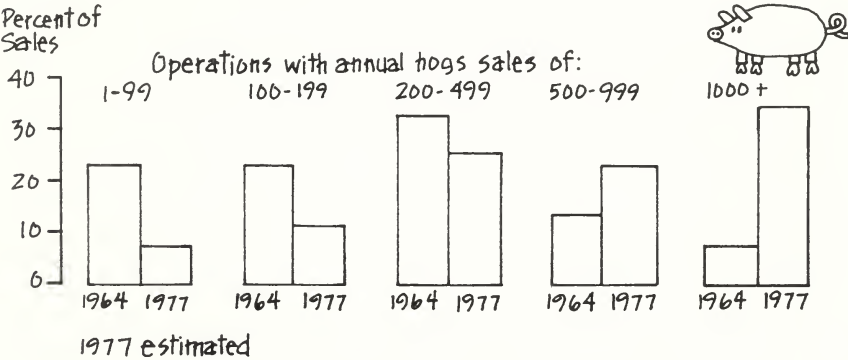 Percent of
Sales
Operations with annual hogs sales of:
1-99 100-199 200-499 500-999 1000+
40
30
20
10
0
1964 1977 1964 1977 1964 1977 1964 1977 1964 1977
1977 estimated